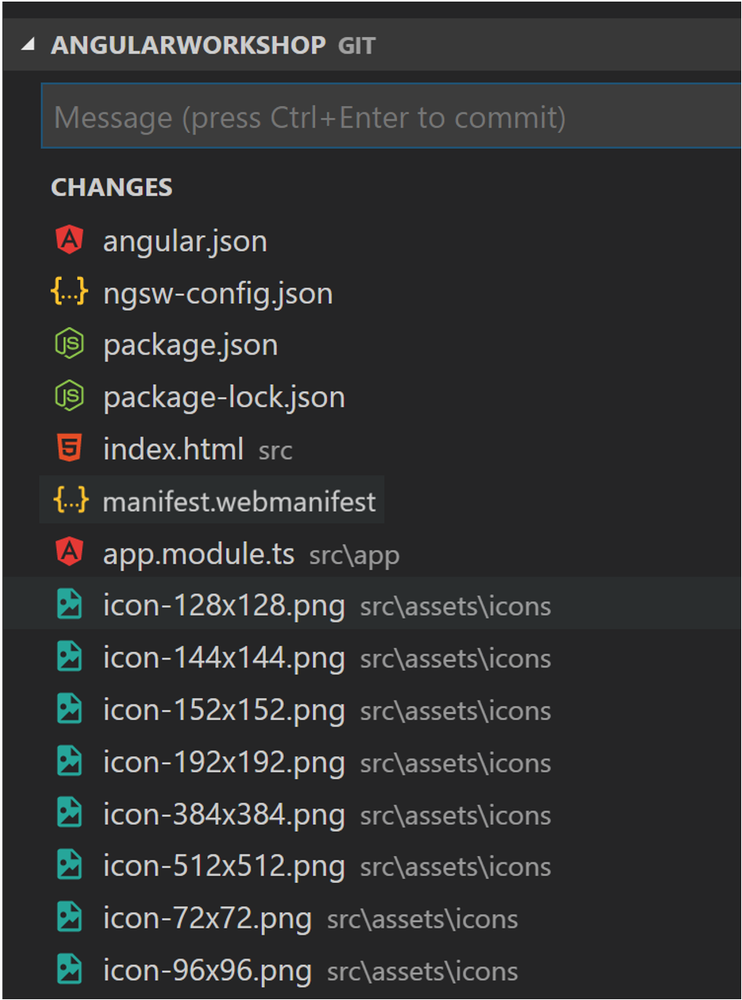 ANGULARWORKSHOP GIT
Message (press Ctrl+Enter to commit)
CHANGES
angular.json
{...} ngsw-config.json
JS package.json
JS package-lock.json
5 index.html src
{...} manifest.webmanifest
app.module.ts src\app
icon-128x128.png src\assets\icons
icon-144x144.png src\assets\icons
icon-152x152.png src\assets\icons
icon-192x192.png src\assets\icons
icon-384x384.png src\assets\icons
icon-512x512.png src\assets\icons
icon-72x72.png src\assets\icons
icon-96x96.png src\assets\icons